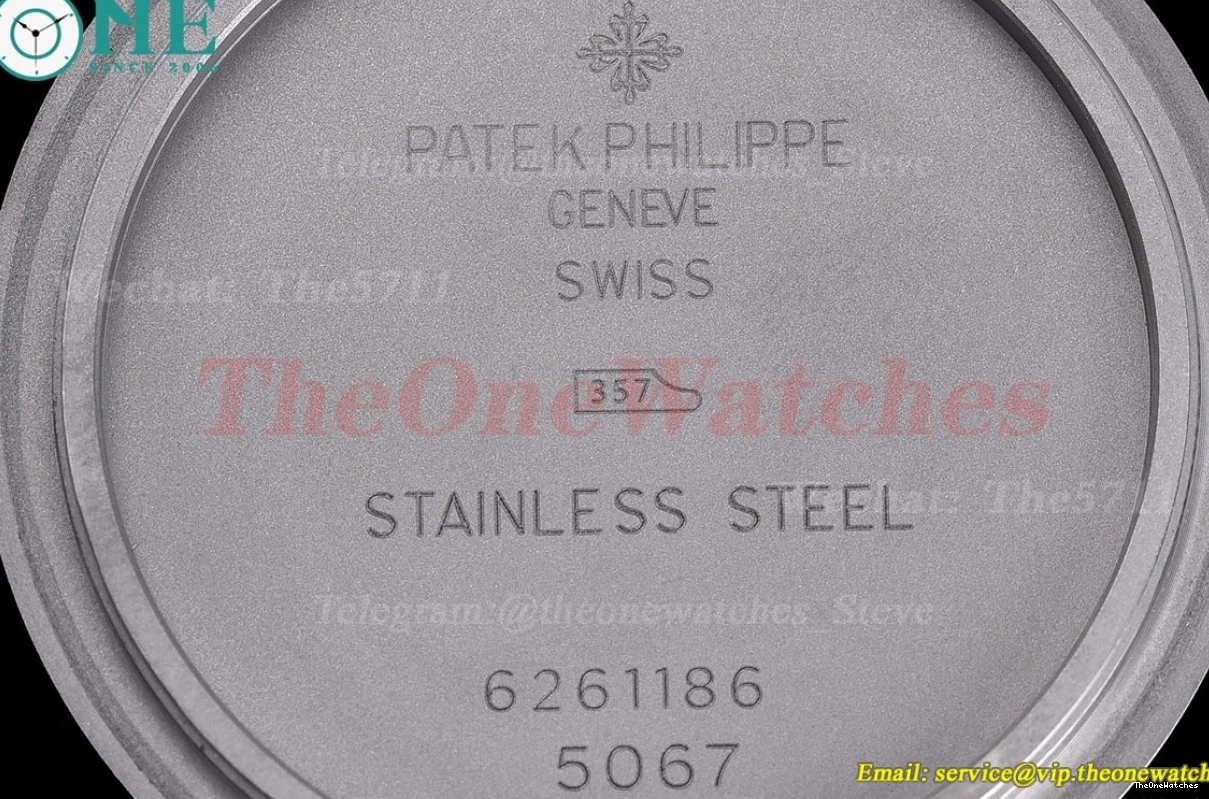 ONE
SINCE 2006
PATEK PHILIPPE
Telegram:@theonewatches_Steve
GENEVE
SWISS
Wechat: The5711
TheOneWatches
357
STAINLESS STEEL
Wechat: The5711
Telegram:@theonewatches_Steve
6261186
5067
Email: service@vip.theonewatch
TheOneWatches